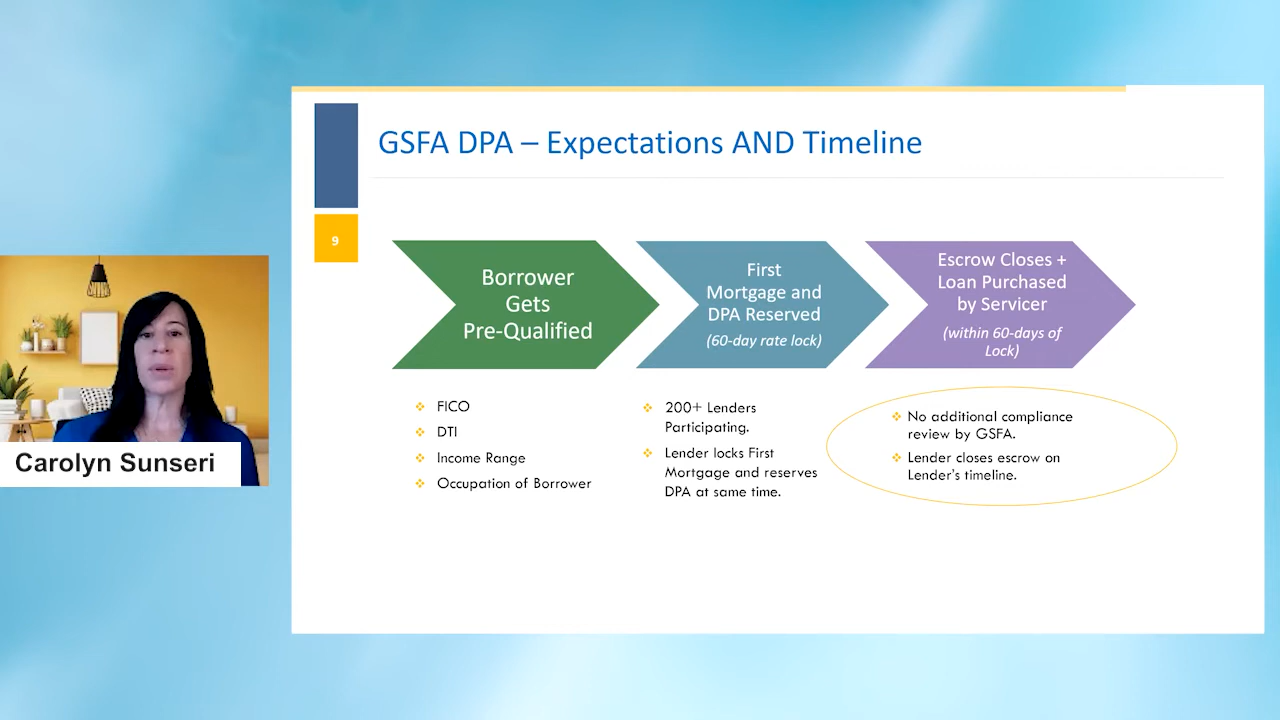 GSFA DPA – Expectations AND Timeline
9
Borrower
Gets
Pre-Qualified
First
Mortgage and
DPA Reserved
(60-day rate lock)
Escrow Closes +
Loan Purchased
by Servicer
(within 60-days of
Lock)
FICO
DTI
Income Range
Occupation of Borrower
200+ Lenders
Participating.
Lender locks First
Mortgage and reserves
DPA at same time.
No additional compliance
review by GSFA.
Lender closes escrow on
Lender's timeline.
Carolyn Sunseri